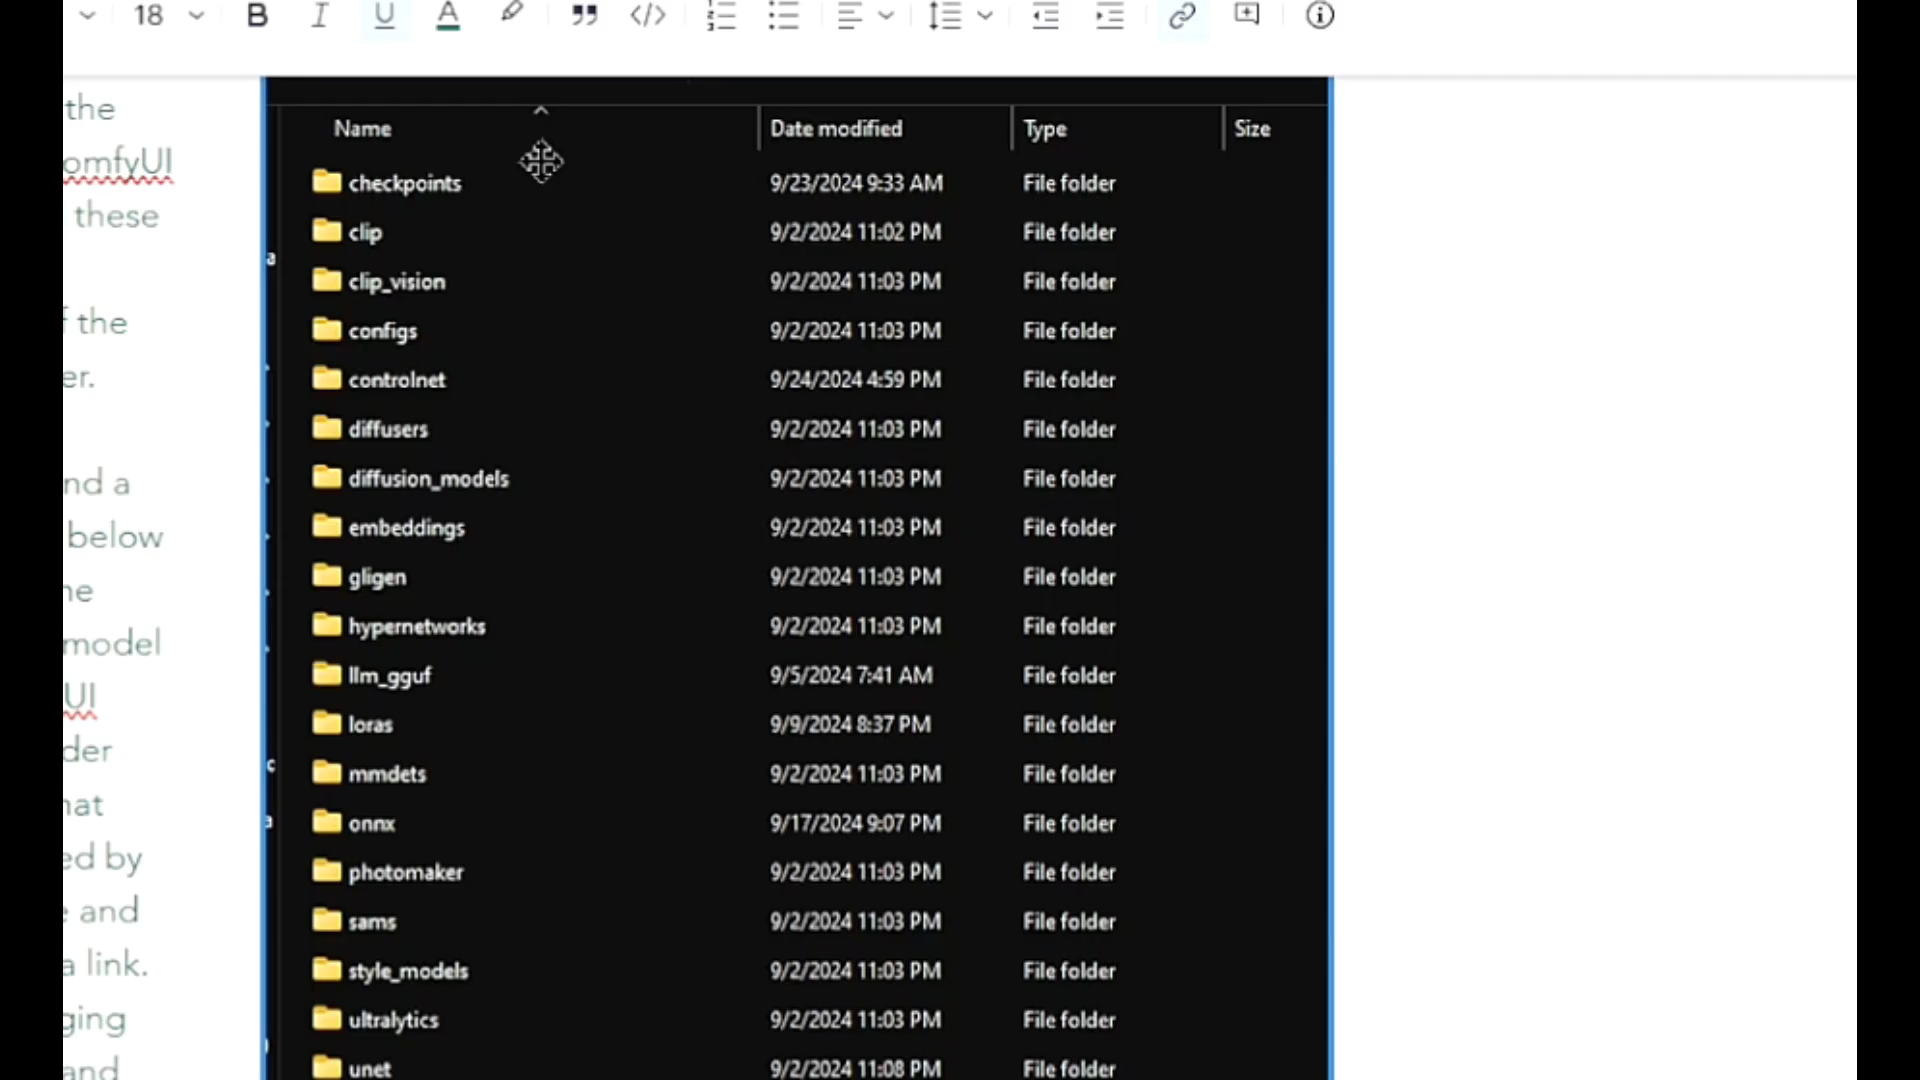 18 B I U A
the
omfyUI
these
f the
er.
nd a
below
ne
model
UI
der
hat
ed by
e and
a link.
ging
and
Name Date modified Type Size
checkpoints 9/23/2024 9:33 AM File folder
clip 9/2/2024 11:02 PM File folder
clip_vision 9/2/2024 11:03 PM File folder
configs 9/2/2024 11:03 PM File folder
controlnet 9/24/2024 4:59 PM File folder
diffusers 9/2/2024 11:03 PM File folder
diffusion_models 9/2/2024 11:03 PM File folder
embeddings 9/2/2024 11:03 PM File folder
gligen 9/2/2024 11:03 PM File folder
hypernetworks 9/2/2024 11:03 PM File folder
llm_gguf 9/5/2024 7:41 AM File folder
loras 9/9/2024 8:37 PM File folder
mmdets 9/2/2024 11:03 PM File folder
onnx 9/17/2024 9:07 PM File folder
photomaker 9/2/2024 11:03 PM File folder
sams 9/2/2024 11:03 PM File folder
style_models 9/2/2024 11:03 PM File folder
ultralytics 9/2/2024 11:03 PM File folder
unet 9/2/2024 11:08 PM File folder